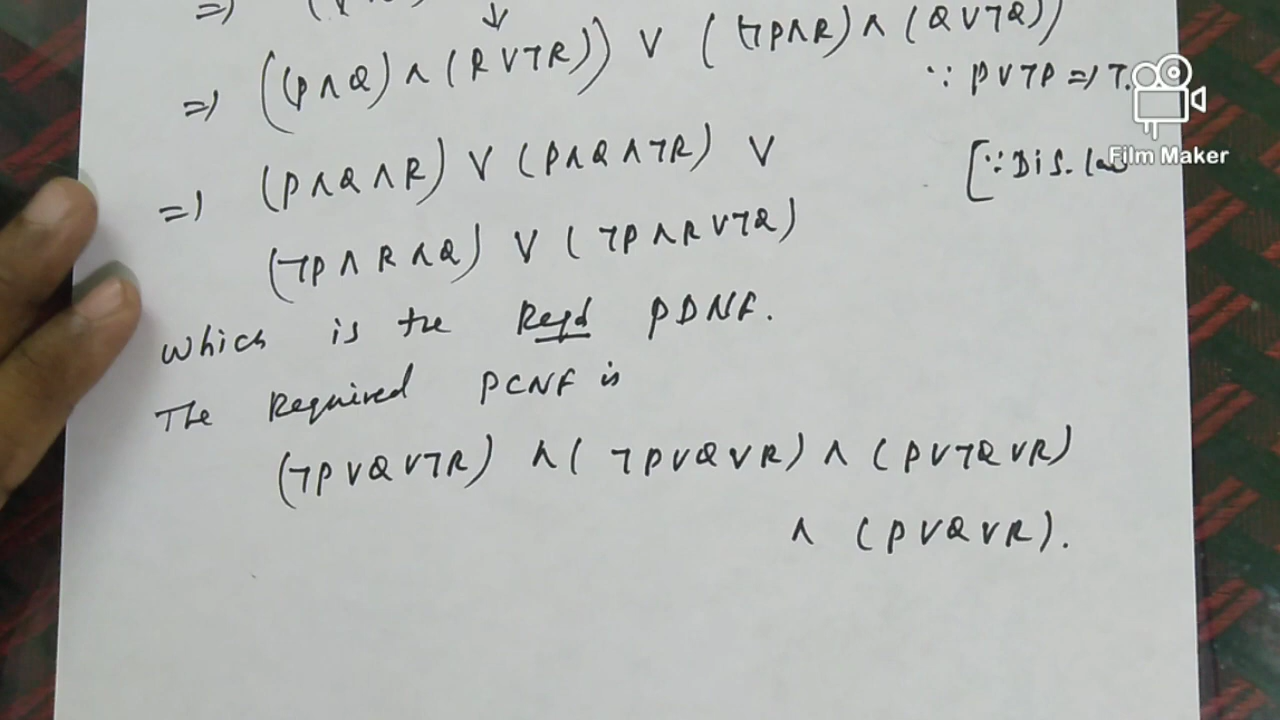 => ((P∧Q) ∧ (R∨¬R)) ∨ ((¬P∧R) ∧ (Q∨¬Q))
∵ P∨¬P => T.
=> (P∧Q∧R) ∨ (P∧Q∧¬R) ∨
[∵ Dis. law
Film Maker
(¬P∧R∧Q) ∨ (¬P∧R∨¬Q)
which is the Reqd PDNF.
The Required PCNF is
(¬P∨Q∨¬R) ∧ (¬P∨Q∨R) ∧ (P∨¬Q∨R)
∧ (P∨Q∨R).